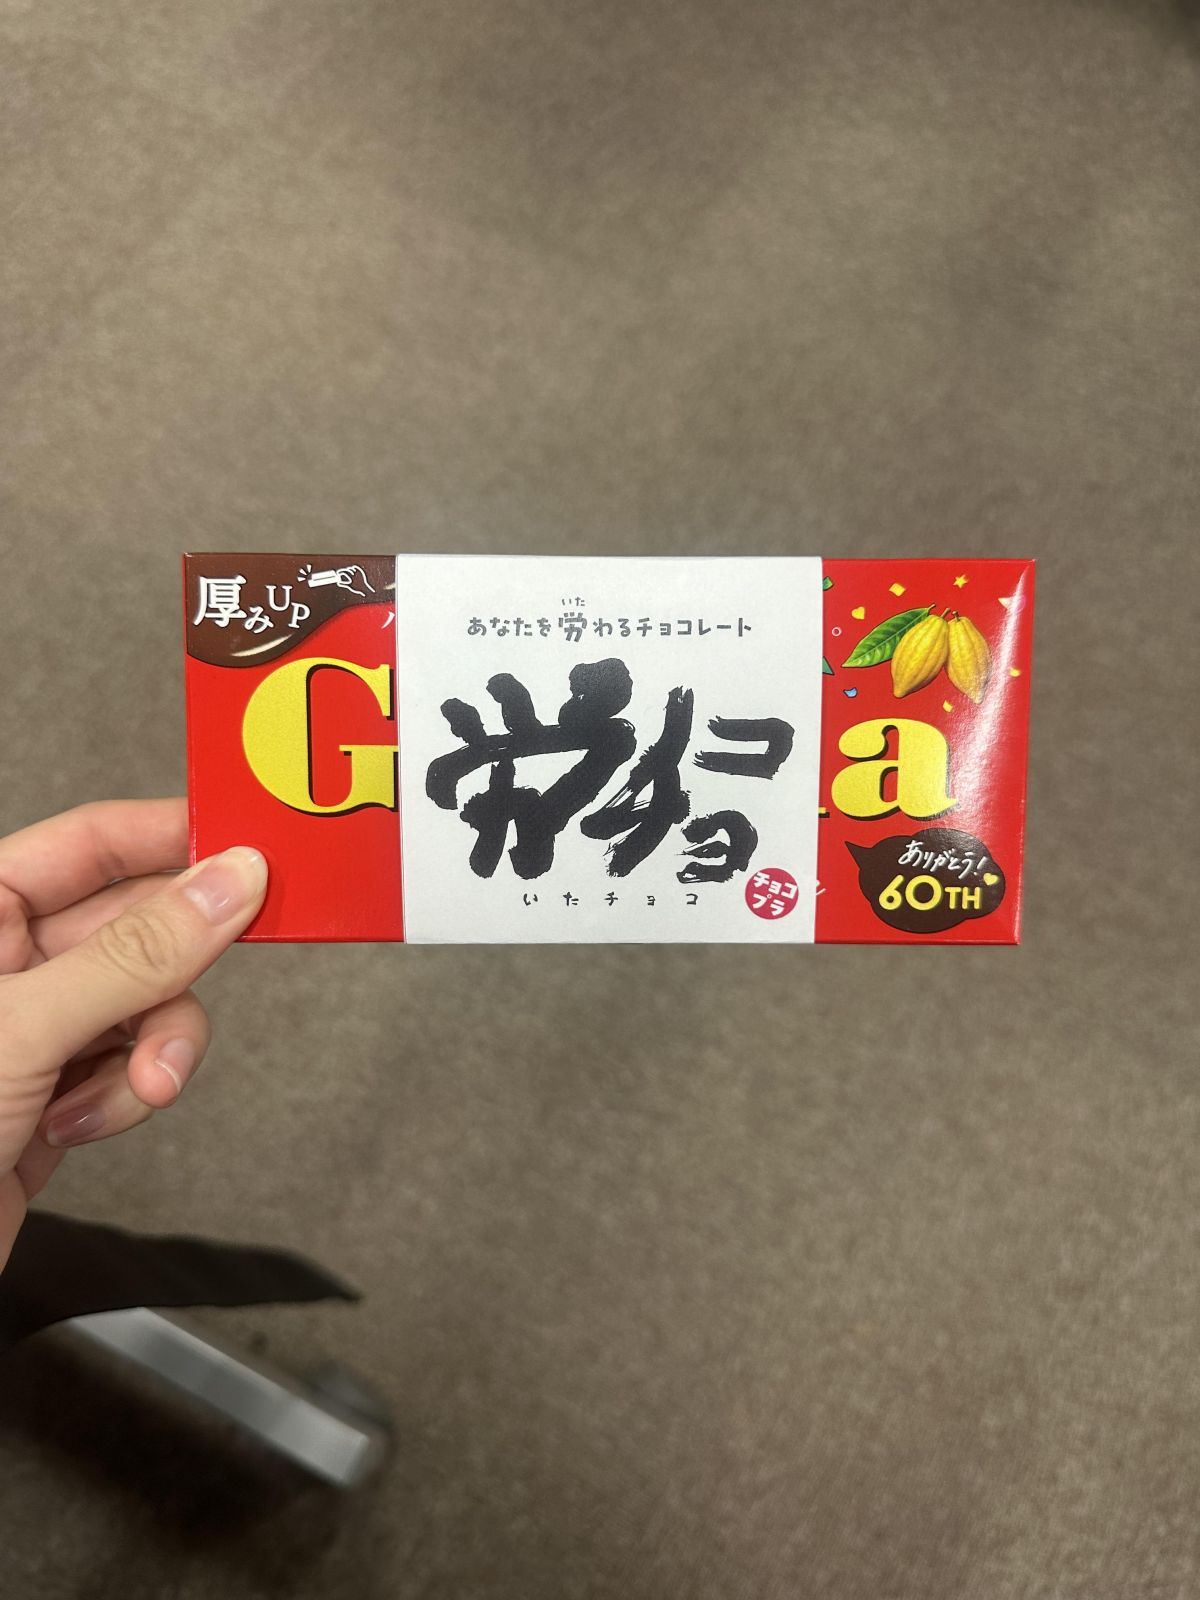 厚みUP
G
a
いた
あなたを労わるチョコレート
労チョコ
いたチョコ
チョコ
プラ
ありがとう!
60TH